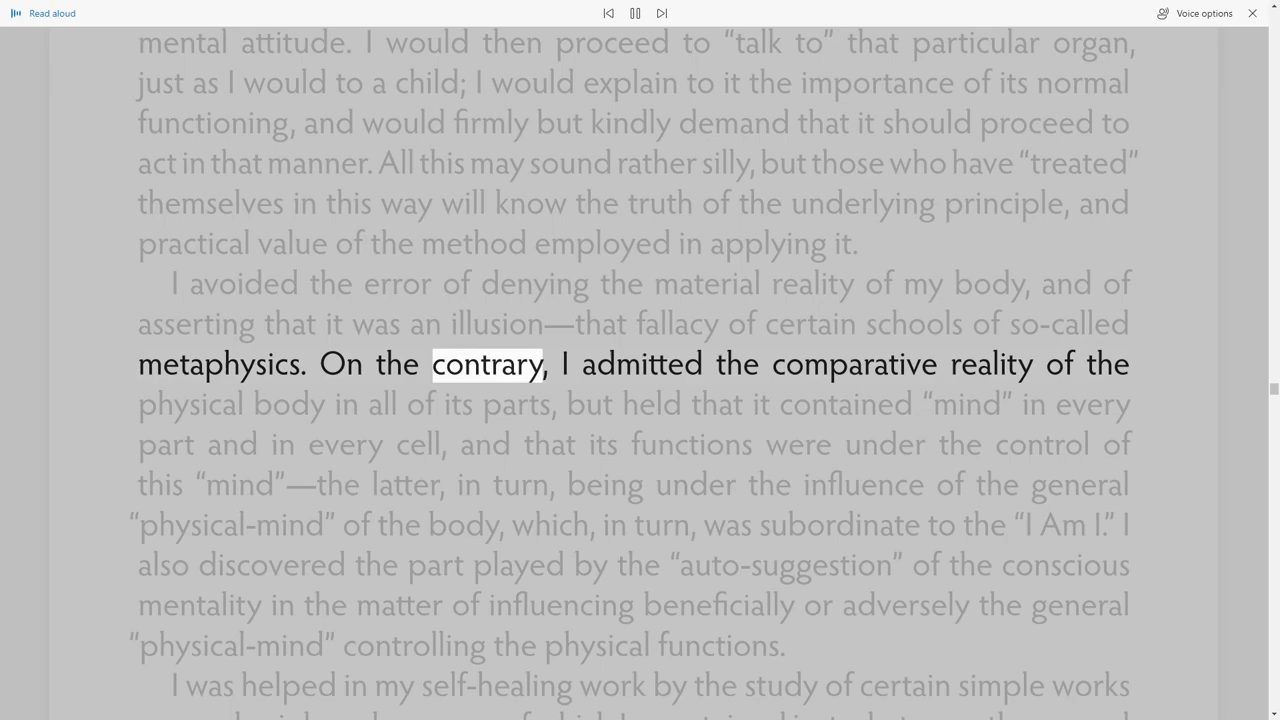 Read aloud
Voice options
mental attitude. I would then proceed to “talk to” that particular organ,
just as I would to a child; I would explain to it the importance of its normal
functioning, and would firmly but kindly demand that it should proceed to
act in that manner. All this may sound rather silly, but those who have “treated”
themselves in this way will know the truth of the underlying principle, and
practical value of the method employed in applying it.
I avoided the error of denying the material reality of my body, and of
asserting that it was an illusion—that fallacy of certain schools of so-called
metaphysics. On the contrary, I admitted the comparative reality of the
physical body in all of its parts, but held that it contained “mind” in every
part and in every cell, and that its functions were under the control of
this “mind”—the latter, in turn, being under the influence of the general
“physical-mind” of the body, which, in turn, was subordinate to the “I Am I.” I
also discovered the part played by the “auto-suggestion” of the conscious
mentality in the matter of influencing beneficially or adversely the general
“physical-mind” controlling the physical functions.
I was helped in my self-healing work by the study of certain simple works